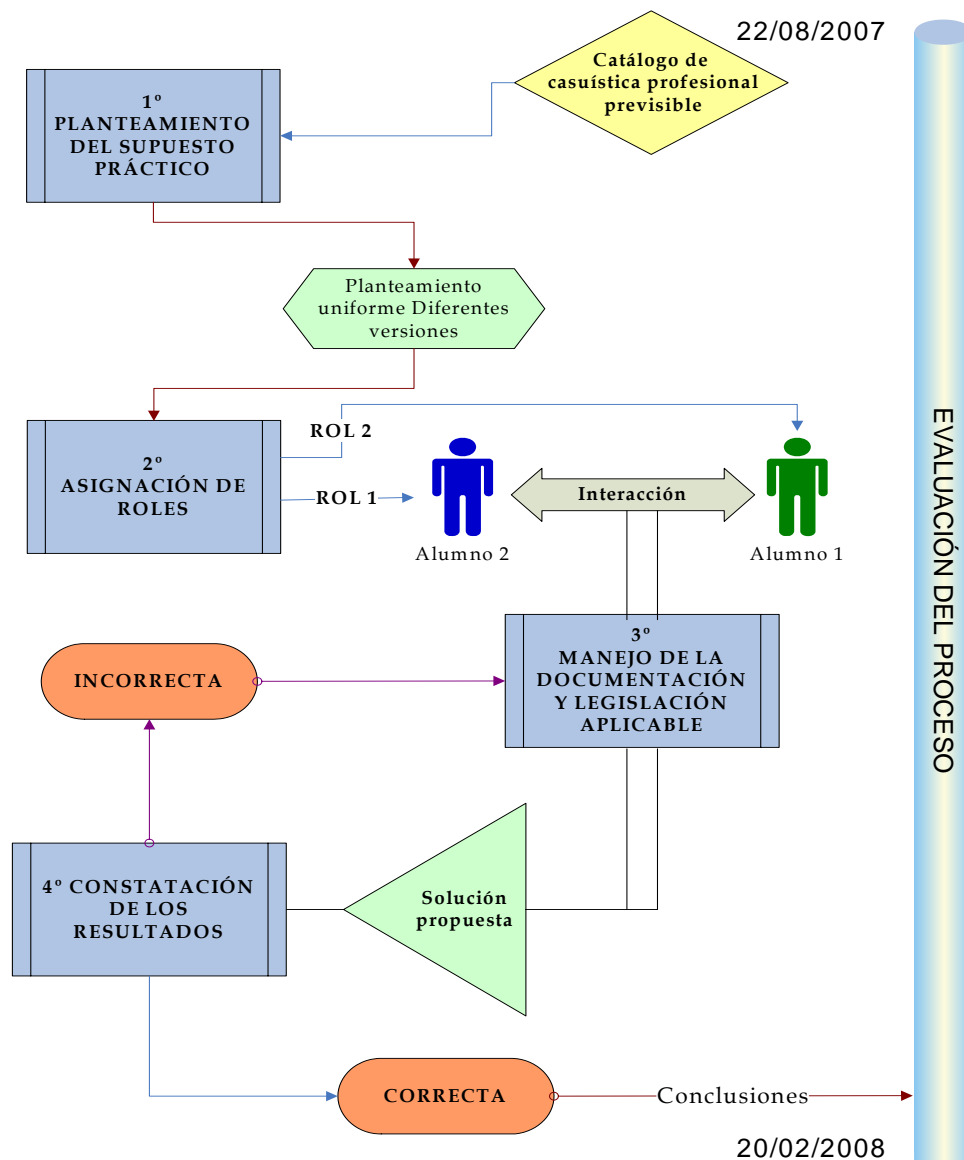 22/08/2007
Catálogo de
casuística profesional
previsible
1º
PLANTEAMIENTO
DEL SUPUESTO
PRÁCTICO
Planteamiento
uniforme Diferentes
versiones
2º
ASIGNACIÓN DE
ROLES
ROL 2
ROL 1
Interacción
Alumno 2
Alumno 1
3º
MANEJO DE LA
DOCUMENTACIÓN
Y LEGISLACIÓN
APLICABLE
INCORRECTA
4º CONSTATACIÓN
DE LOS
RESULTADOS
Solución
propuesta
CORRECTA
Conclusiones
20/02/2008
EVALUACIÓN DEL PROCESO